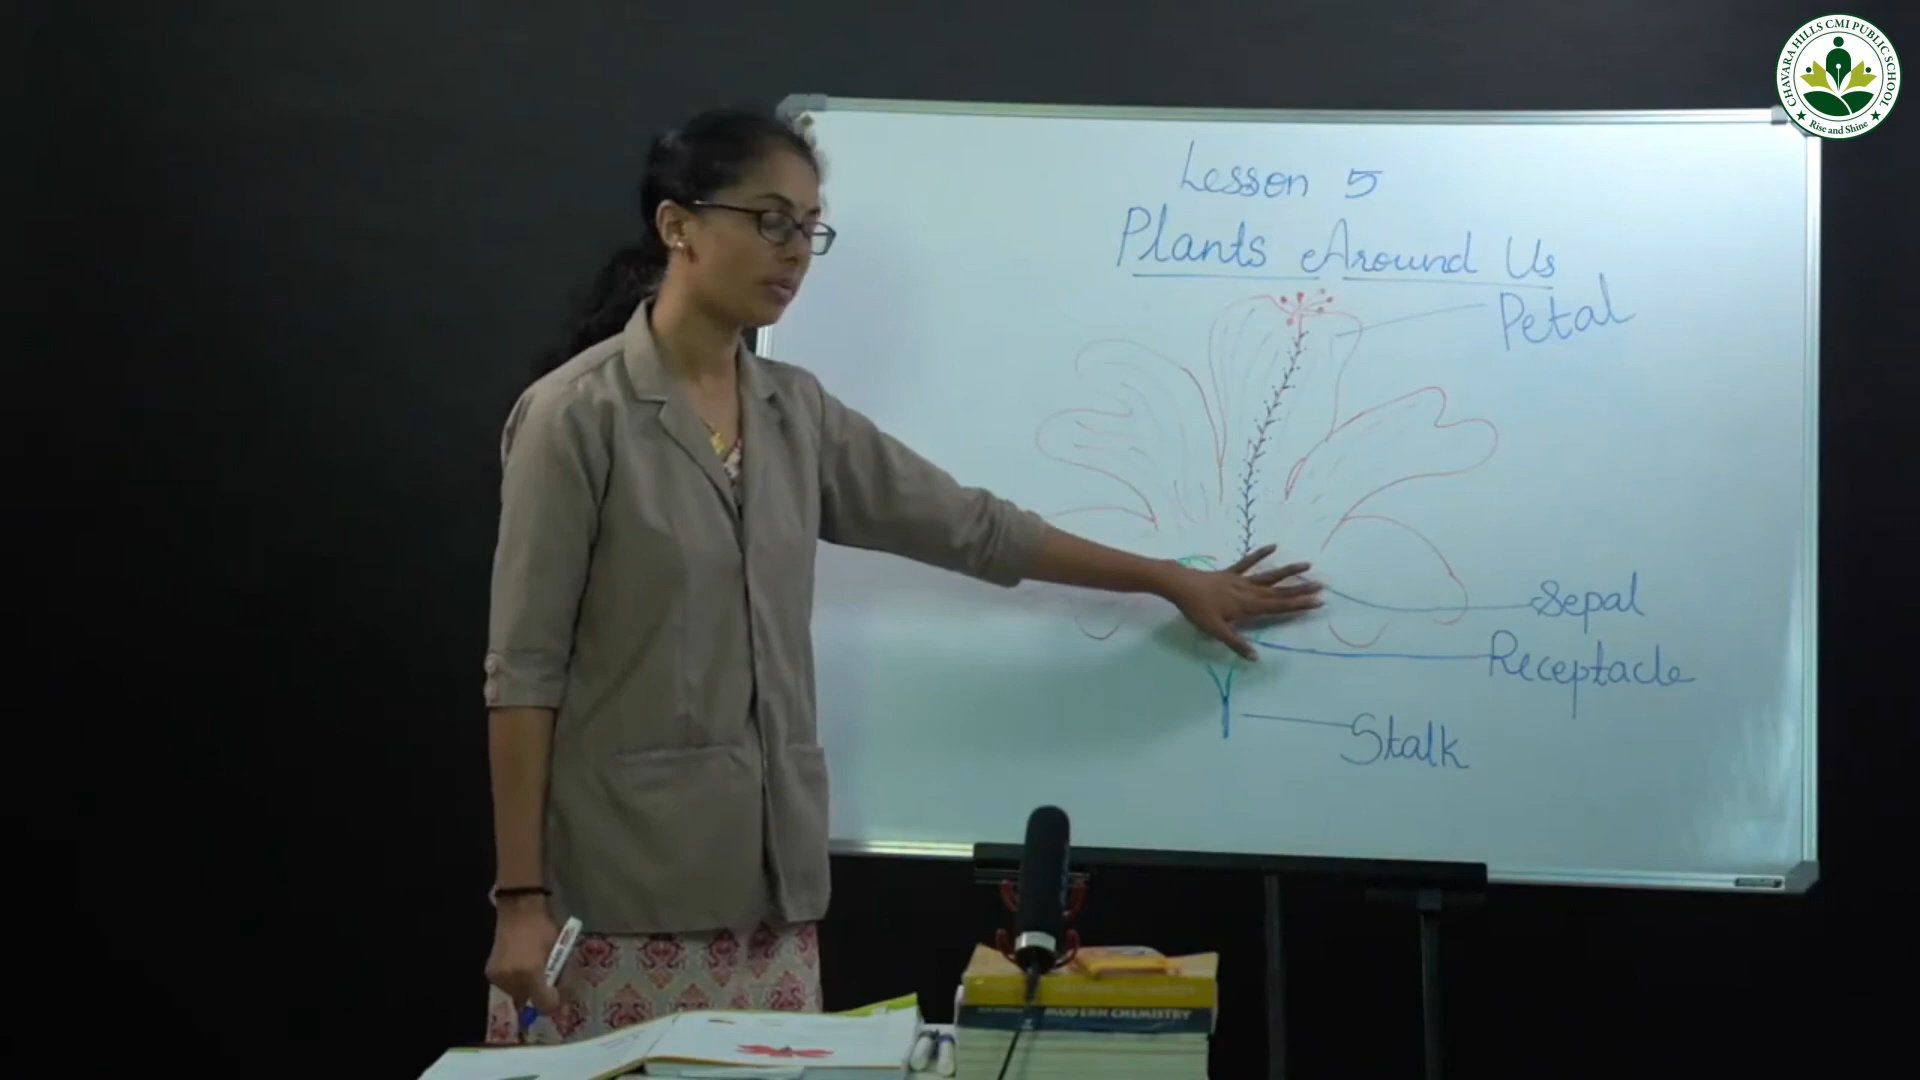 CHAVARA HILLS CMI PUBLIC SCHOOL
Rise and Shine
Lesson 5
Plants Around Us
Petal
Sepal
Receptacle
Stalk
MODERN CHEMISTRY